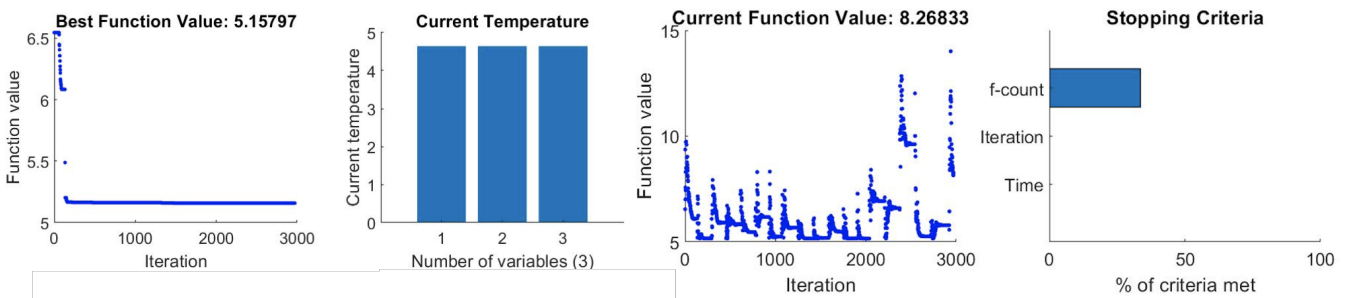 Best Function Value: 5.15797
6.5
6
5.5
5
0
1000
2000
3000
Function value
Iteration
Current Temperature
5
4
3
2
1
0
1
2
3
Current temperature
Number of variables (3)
Current Function Value: 8.26833
15
10
5
0
1000
2000
3000
Function value
Iteration
Stopping Criteria
f-count
Iteration
Time
0
50
100
% of criteria met